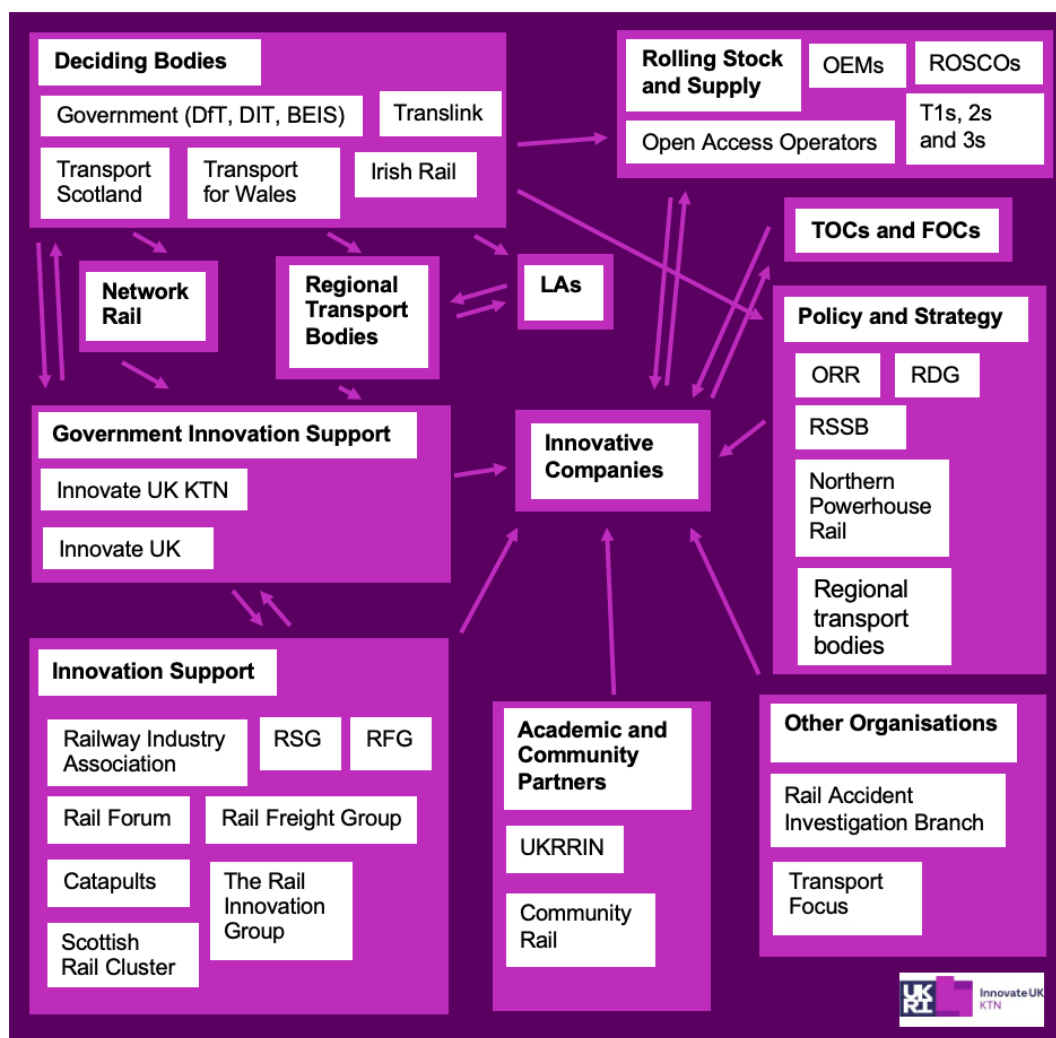 Deciding Bodies
Government (DfT, DIT, BEIS)
Translink
Transport
Scotland
Transport
for Wales
Irish Rail
Rolling Stock
and Supply
OEMs
ROSCOs
Open Access Operators
T1s, 2s
and 3s
TOCs and FOCs
Network
Rail
Regional
Transport
Bodies
LAs
Policy and Strategy
ORR
RDG
RSSB
Northern
Powerhouse
Rail
Regional
transport
bodies
Government Innovation Support
Innovate UK KTN
Innovate UK
Innovative
Companies
Innovation Support
Railway Industry
Association
RSG
RFG
Rail Forum
Rail Freight Group
Catapults
The Rail
Innovation
Group
Scottish
Rail Cluster
Academic and
Community
Partners
UKRRIN
Community
Rail
Other Organisations
Rail Accident
Investigation Branch
Transport
Focus
UK
RI
Innovate UK
KTN